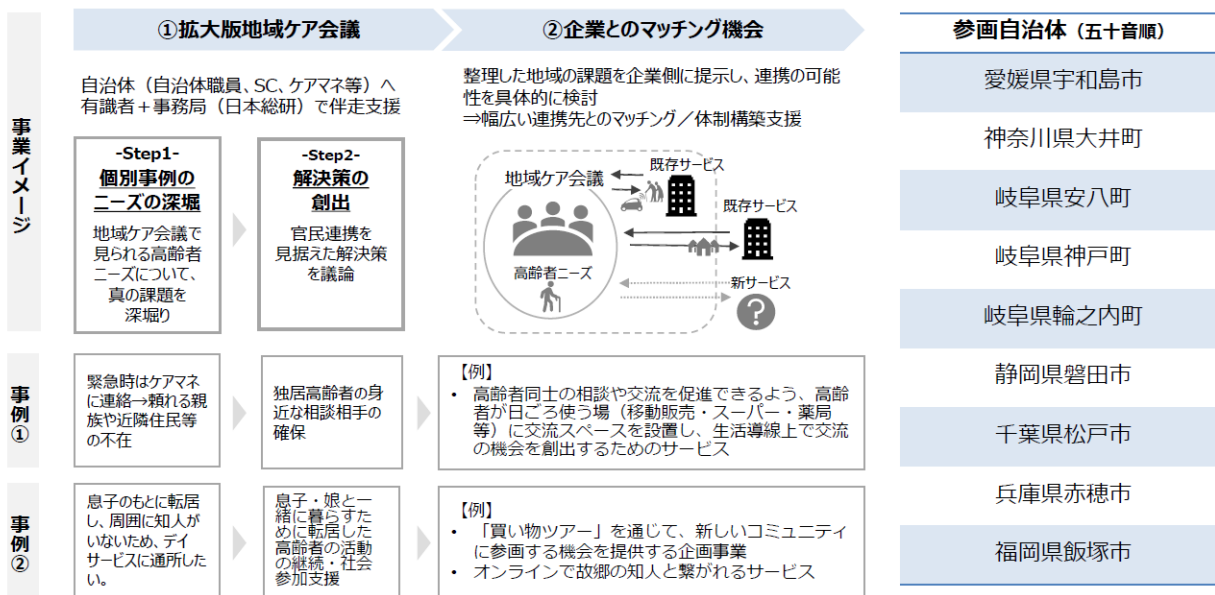 ①拡大版地域ケア会議
②企業とのマッチング機会
事業イメージ
自治体（自治体職員、SC、ケアマネ等）へ
有識者＋事務局（日本総研）で伴走支援
整理した地域の課題を企業側に提示し、連携の可能
性を具体的に検討
⇒幅広い連携先とのマッチング／体制構築支援
-Step1-
個別事例の
ニーズの深堀
地域ケア会議で
見られる高齢者
ニーズについて、
真の課題を
深堀り
-Step2-
解決策の
創出
官民連携を
見据えた解決策
を議論
地域ケア会議
高齢者ニーズ
既存サービス
既存サービス
新サービス
?
事例①
緊急時はケアマネ
に連絡→頼れる親
族や近隣住民等
の不在
独居高齢者の身
近な相談相手の
確保
【例】
• 高齢者同士の相談や交流を促進できるよう、高齢
者が日ごろ使う場（移動販売・スーパー・薬局
等）に交流スペースを設置し、生活導線上で交流
の機会を創出するためのサービス
事例②
息子のもとに転居
し、周囲に知人が
いないため、デイ
サービスに通所した
い。
息子・娘と一
緒に暮らすため
に転居した
高齢者の活動
の継続・社会
参加支援
【例】
• 「買い物ツアー」を通じて、新しいコミュニティ
に参画する機会を提供する企画事業
• オンラインで故郷の知人と繋がれるサービス
参画自治体（五十音順）
愛媛県宇和島市
神奈川県大井町
岐阜県安八町
岐阜県神戸町
岐阜県輪之内町
静岡県磐田市
千葉県松戸市
兵庫県赤穂市
福岡県飯塚市